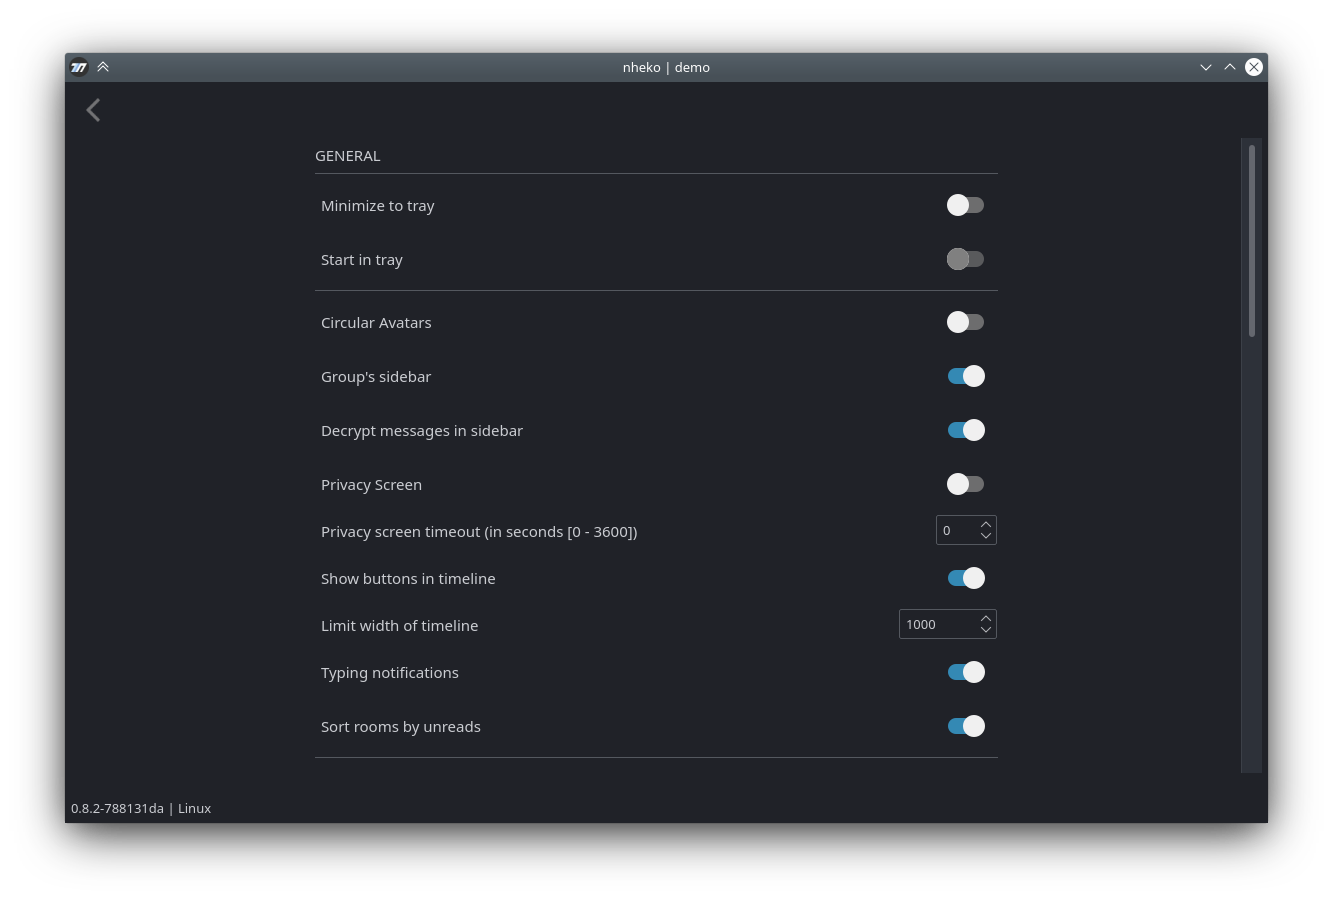 nheko | demo
GENERAL
Minimize to tray
Start in tray
Circular Avatars
Group's sidebar
Decrypt messages in sidebar
Privacy Screen
Privacy screen timeout (in seconds [0 - 3600]) 0
Show buttons in timeline
Limit width of timeline 1000
Typing notifications
Sort rooms by unreads
0.8.2-788131da | Linux